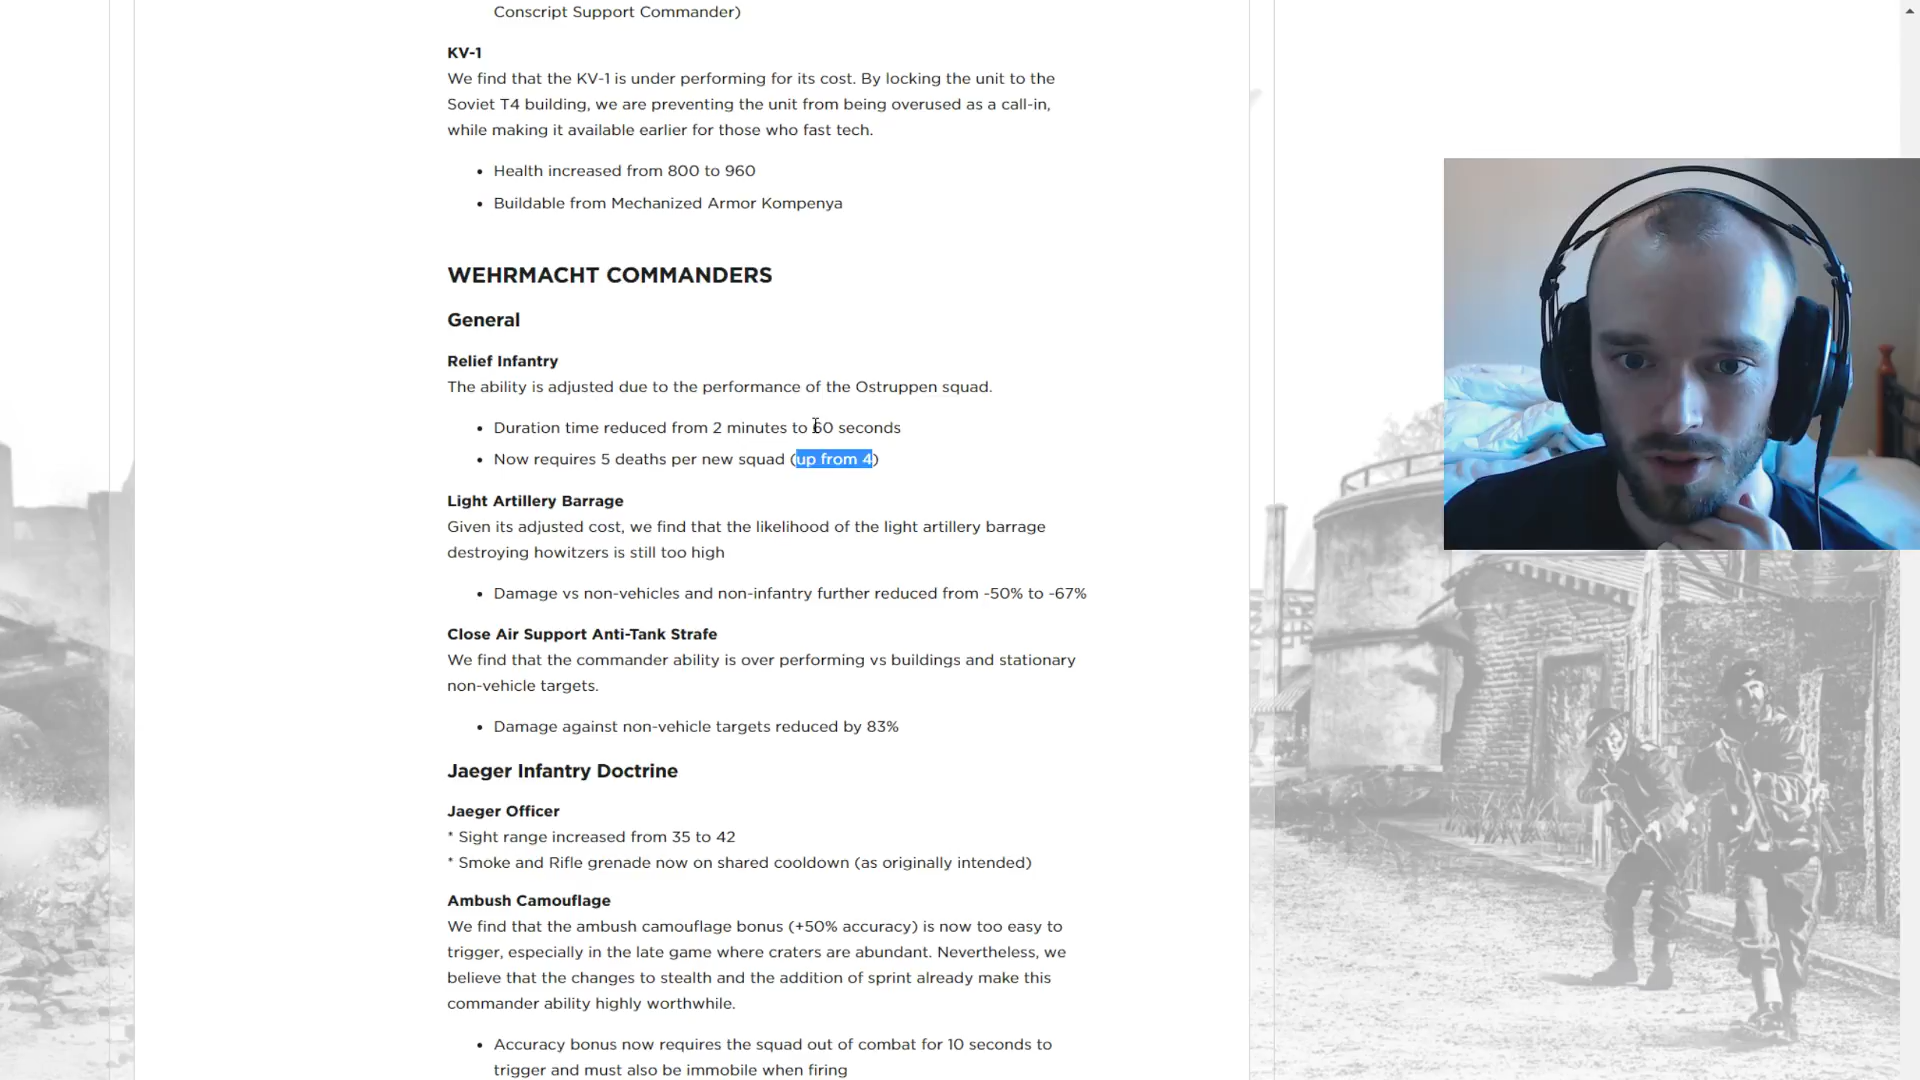 Conscript Support Commander)
KV-1
We find that the KV-1 is under performing for its cost. By locking the unit to the
Soviet T4 building, we are preventing the unit from being overused as a call-in,
while making it available earlier for those who fast tech.
• Health increased from 800 to 960
• Buildable from Mechanized Armor Kompenya
WEHRMACHT COMMANDERS
General
Relief Infantry
The ability is adjusted due to the performance of the Ostruppen squad.
• Duration time reduced from 2 minutes to 60 seconds
• Now requires 5 deaths per new squad (up from 4)
Light Artillery Barrage
Given its adjusted cost, we find that the likelihood of the light artillery barrage
destroying howitzers is still too high
• Damage vs non-vehicles and non-infantry further reduced from -50% to -67%
Close Air Support Anti-Tank Strafe
We find that the commander ability is over performing vs buildings and stationary
non-vehicle targets.
• Damage against non-vehicle targets reduced by 83%
Jaeger Infantry Doctrine
Jaeger Officer
* Sight range increased from 35 to 42
* Smoke and Rifle grenade now on shared cooldown (as originally intended)
Ambush Camouflage
We find that the ambush camouflage bonus (+50% accuracy) is now too easy to
trigger, especially in the late game where craters are abundant. Nevertheless, we
believe that the changes to stealth and the addition of sprint already make this
commander ability highly worthwhile.
• Accuracy bonus now requires the squad out of combat for 10 seconds to
trigger and must also be immobile when firing